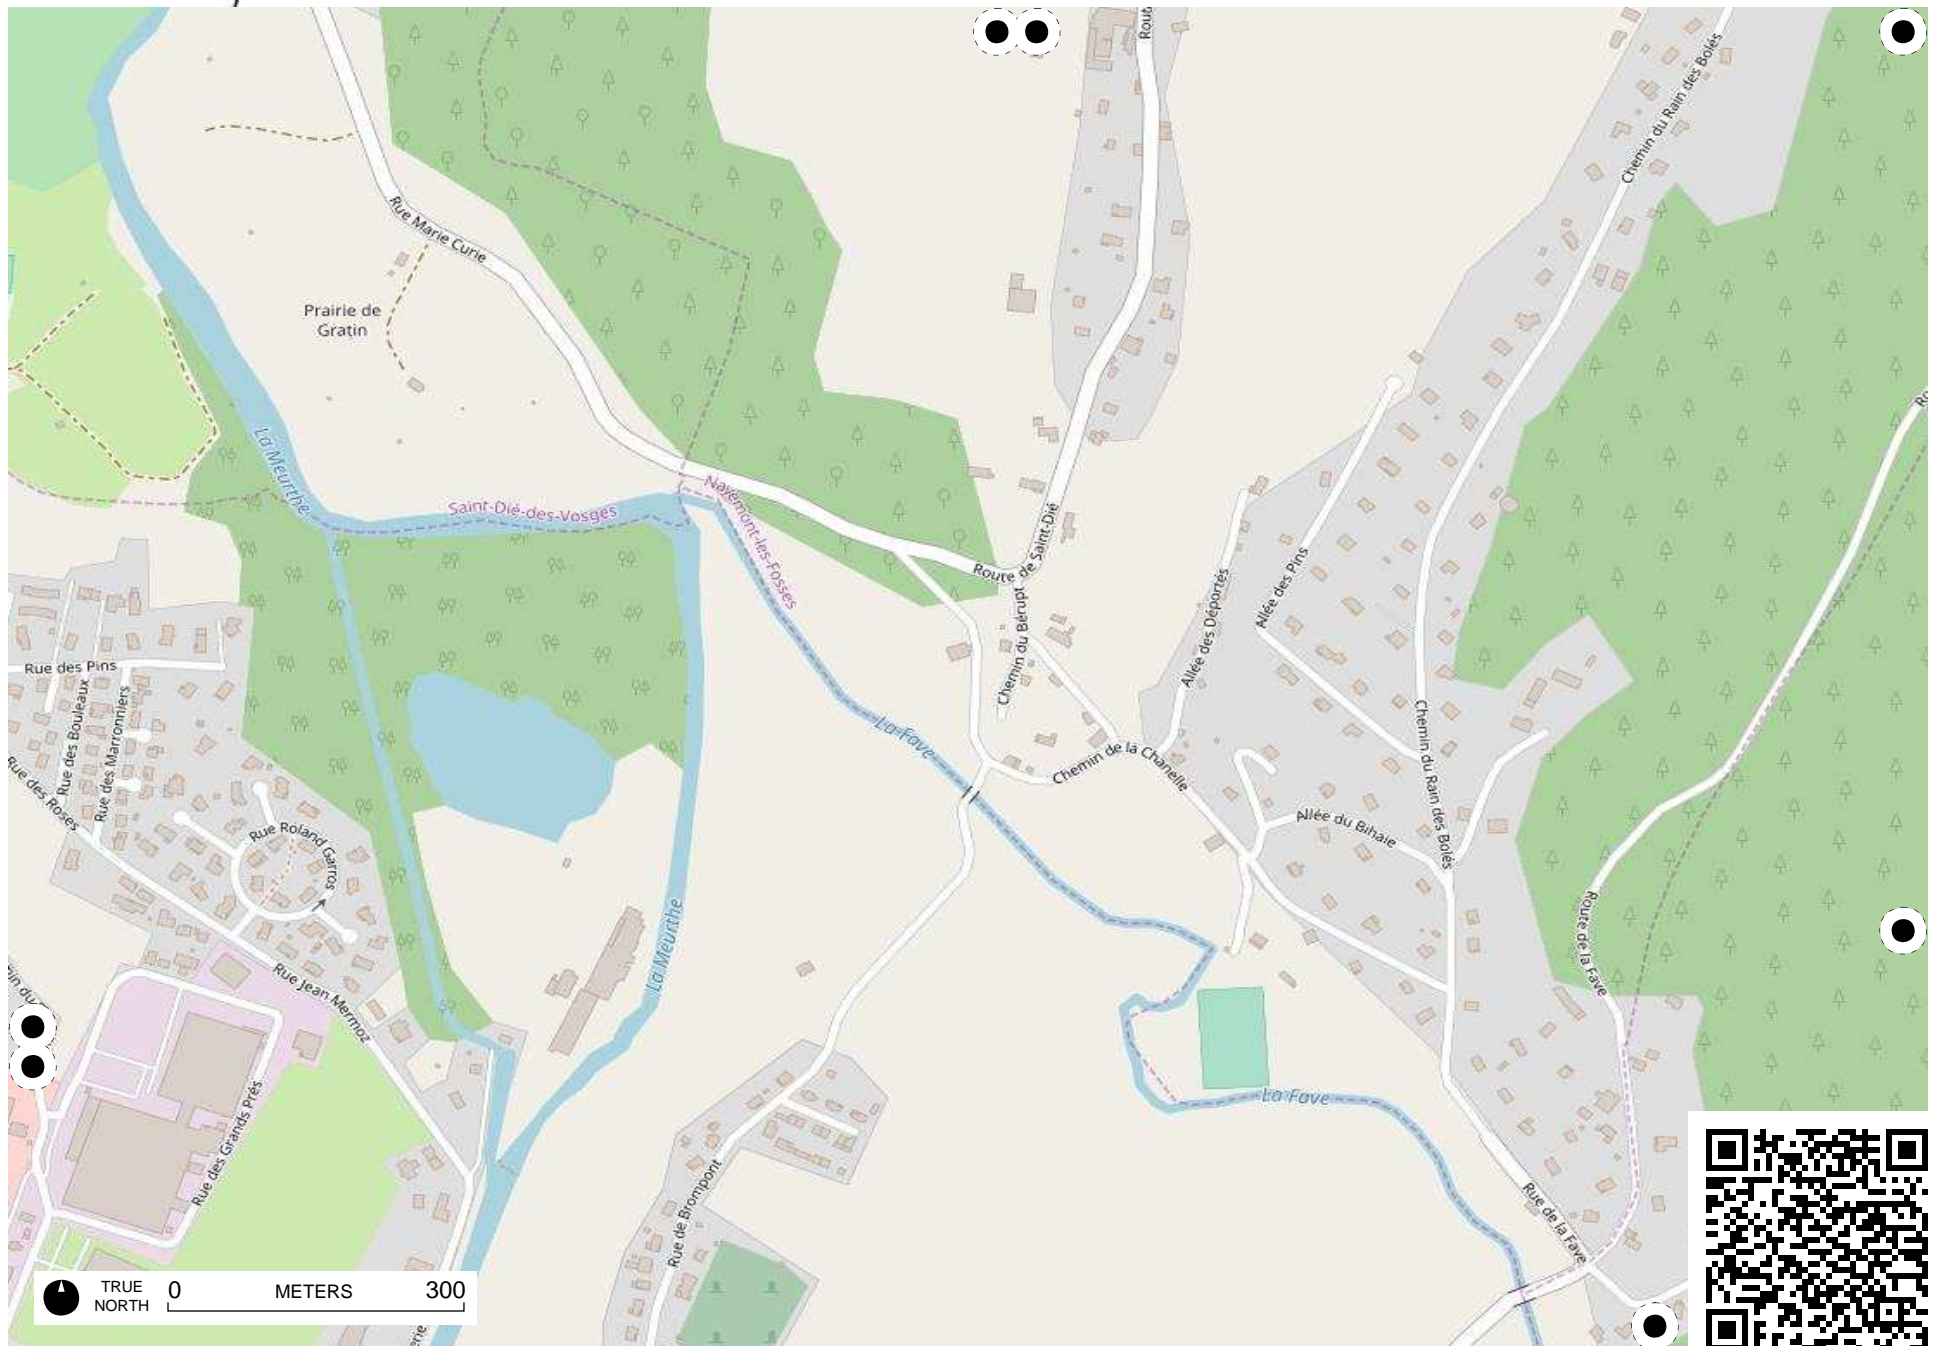 Rue Marie Curie
Prairie de
Gratin
Chemin du Rain des Bolés
La Meurthe
Saint-Dié-des-Vosges
Nayemont-les-Fosses
Route de Saint-Dié
Chemin du Bérupt
Allée des Déportés
Allée des Pins
Rue des Pins
Rue des Bouleaux
Rue des Marronniers
Rue des Roses
La Fave
Chemin de la Chanelle
Chemin du Rain des Bolés
Rue Roland Garros
Allée du Bihaie
Route de la Fave
La Meurthe
Rue Jean Mermoz
Rue des Grands Prés
La Fave
Rue de Brompont
Rue de la Fave
TRUE
NORTH
0 METERS 300